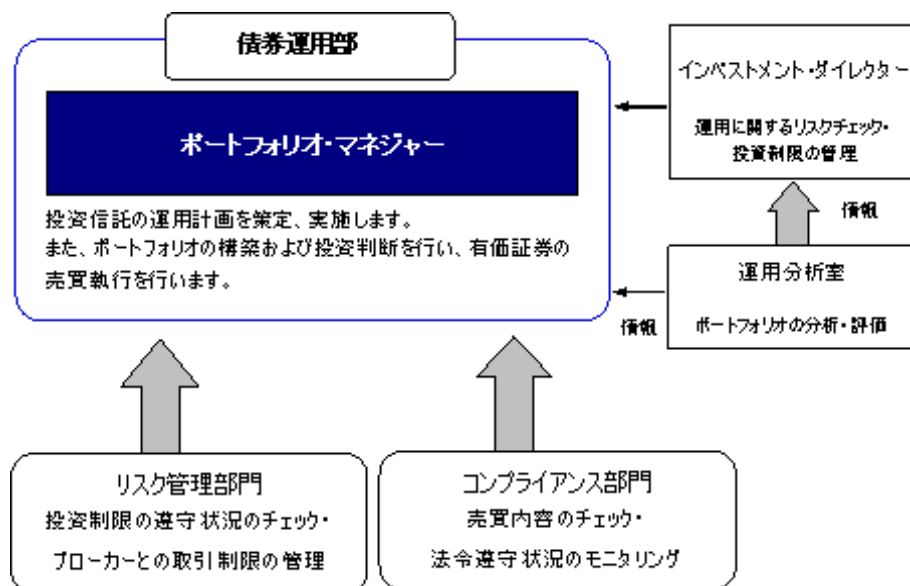 債券運用部
ポートフォリオ・マネジャー
投資信託の運用計画を策定、実施します。
また、ポートフォリオの構築および投資判断を行い、有価証券の
売買執行を行います。
インベストメント・ダイレクター
運用に関するリスクチェック・
投資制限の管理
情報
運用分析室
ポートフォリオの分析・評価
情報
リスク管理部門
投資制限の遵守状況のチェック・
ブローカーとの取引制限の管理
コンプライアンス部門
売買内容のチェック・
法令遵守状況のモニタリング